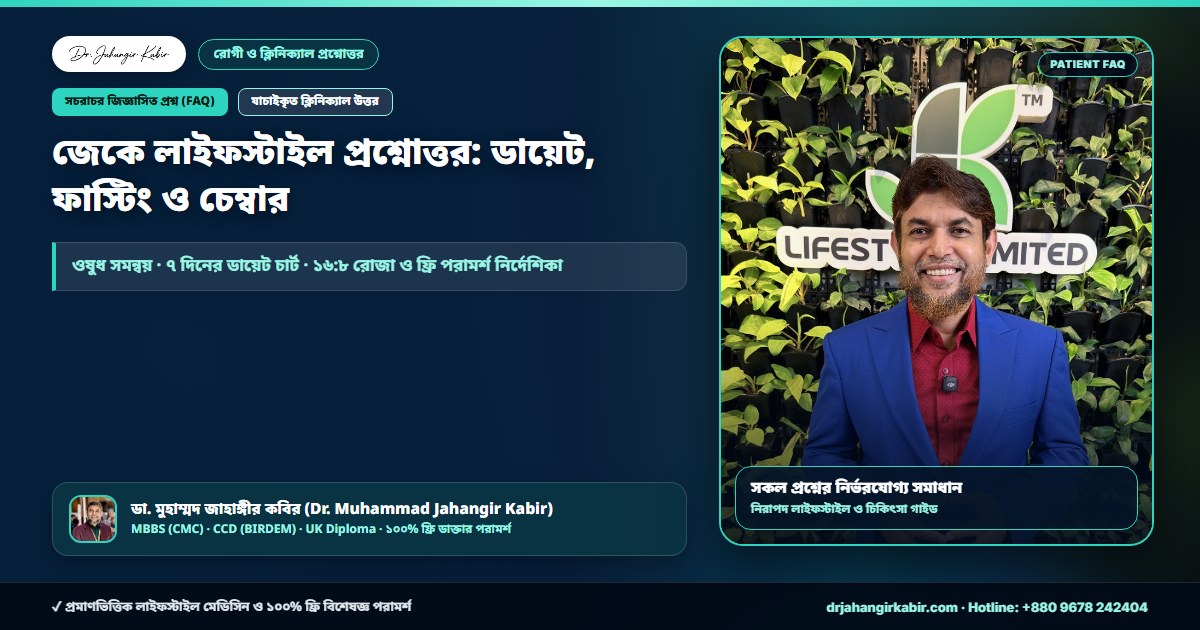 Dr. Jahangir Kabir
রোগী ও ক্লিনিক্যাল প্রশ্নোত্তর
সচরাচর জিজ্ঞাসিত প্রশ্ন (FAQ)
যাচাইকৃত ক্লিনিক্যাল উত্তর
জেকে লাইফস্টাইল প্রশ্নোত্তর: ডায়েট,
ফাস্টিং ও চেম্বার
ওষুধ সমন্বয় · ৭ দিনের ডায়েট চার্ট · ১৬:৮ রোজা ও ফ্রি পরামর্শ নির্দেশিকা
ডা. মুহাম্মদ জাহাঙ্গীর কবির (Dr. Muhammad Jahangir Kabir)
MBBS (CMC) · CCD (BIRDEM) · UK Diploma · ১০০% ফ্রি ডাক্তার পরামর্শ
PATIENT FAQ
TM
LIFEST MITED
সকল প্রশ্নের নির্ভরযোগ্য সমাধান
নিরাপদ লাইফস্টাইল ও চিকিৎসা গাইড
✓ প্রমাণভিত্তিক লাইফস্টাইল মেডিসিন ও ১০০% ফ্রি বিশেষজ্ঞ পরামর্শ
drjahangirkabir.com · Hotline: +880 9678 242404